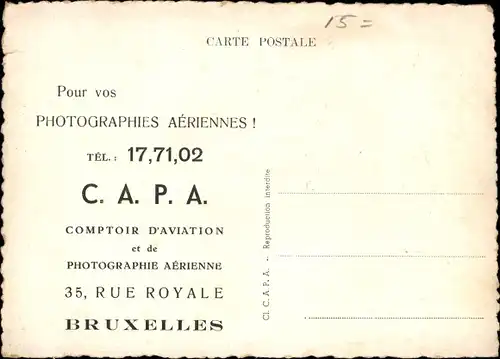 15 =
CARTE POSTALE
Pour vos
PHOTOGRAPHIES AÉRIENNES !
TÉL. : 17,71,02
C. A. P. A.
COMPTOIR D'AVIATION
et de
PHOTOGRAPHIE AÉRIENNE
35, RUE ROYALE
BRUXELLES
Cl. C. A. P. A. - Reproduction interdite